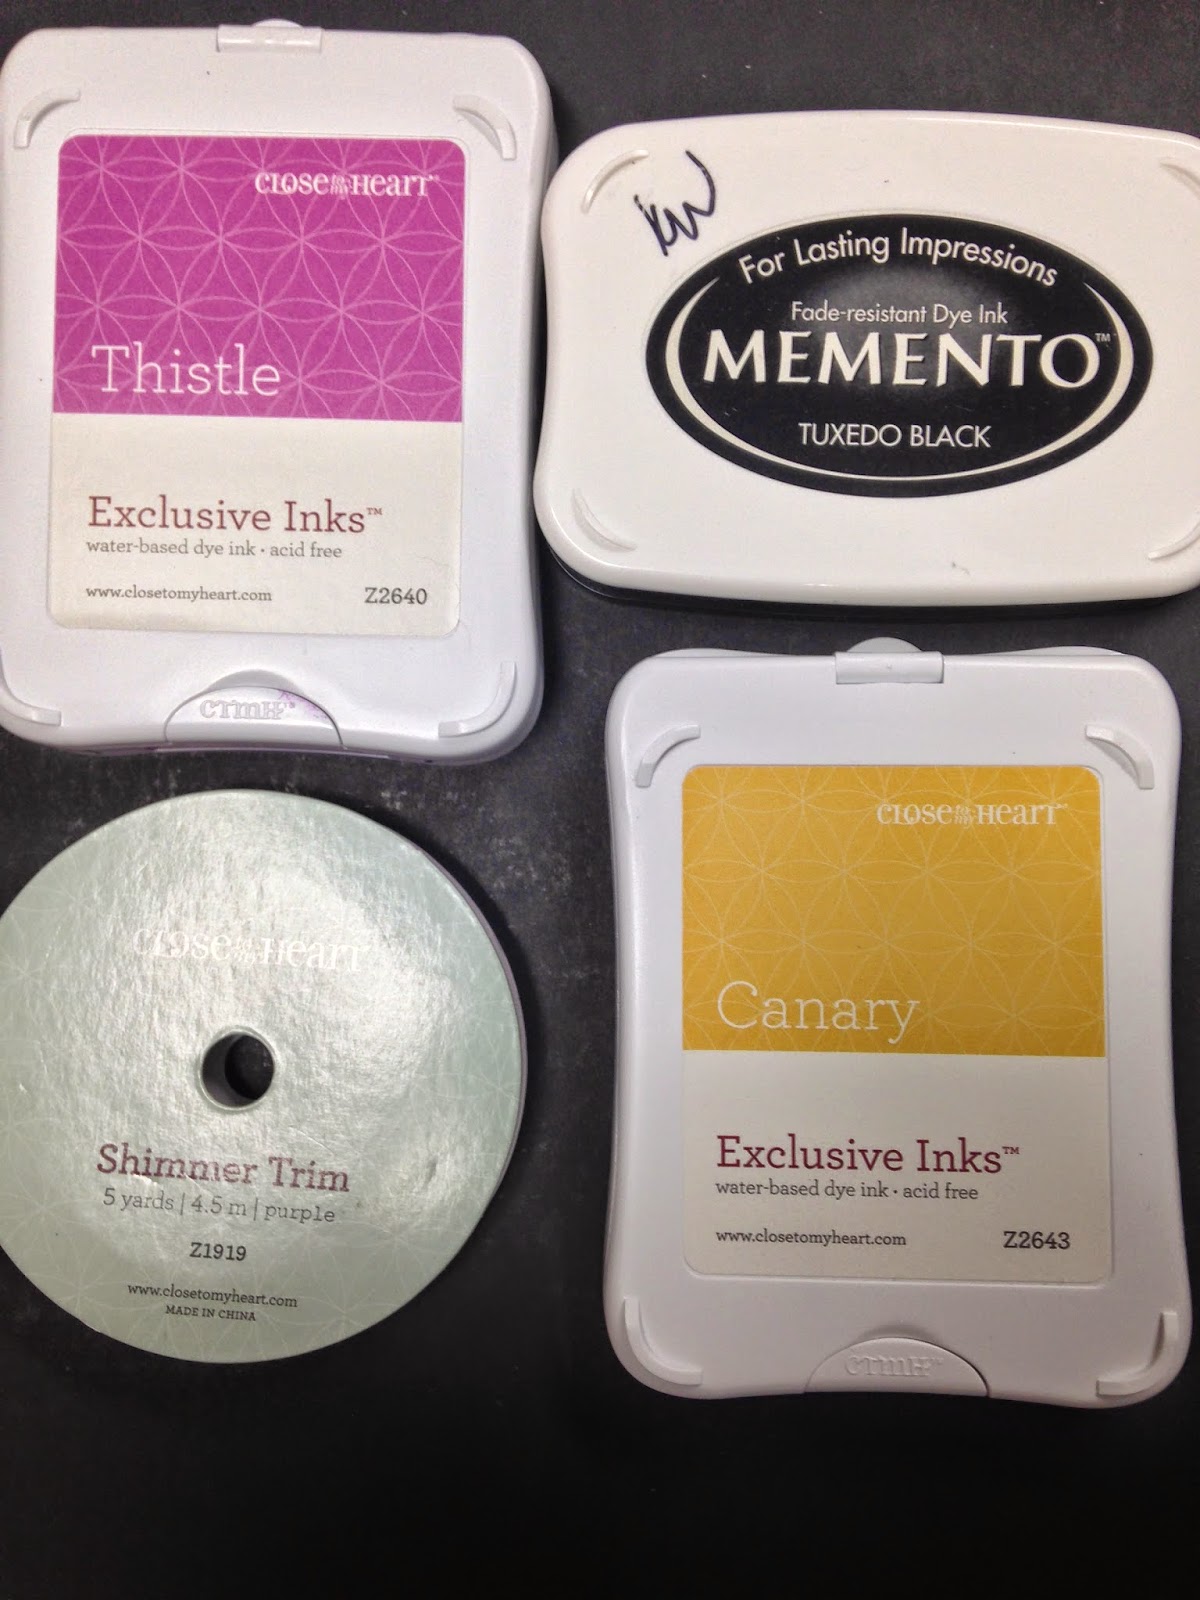 CLOSE to my HEART®
Thistle
Exclusive Inks™
water-based dye ink • acid free
www.closetomyheart.com Z2640
CTMH®
KW
For Lasting Impressions
Fade-resistant Dye Ink
MEMENTO™
TUXEDO BLACK
CLOSE to my HEART®
Shimmer Trim
5 yards | 4.5 m | purple
Z1919
www.closetomyheart.com
MADE IN CHINA
CLOSE to my HEART®
Canary
Exclusive Inks™
water-based dye ink • acid free
www.closetomyheart.com Z2643
CTMH™